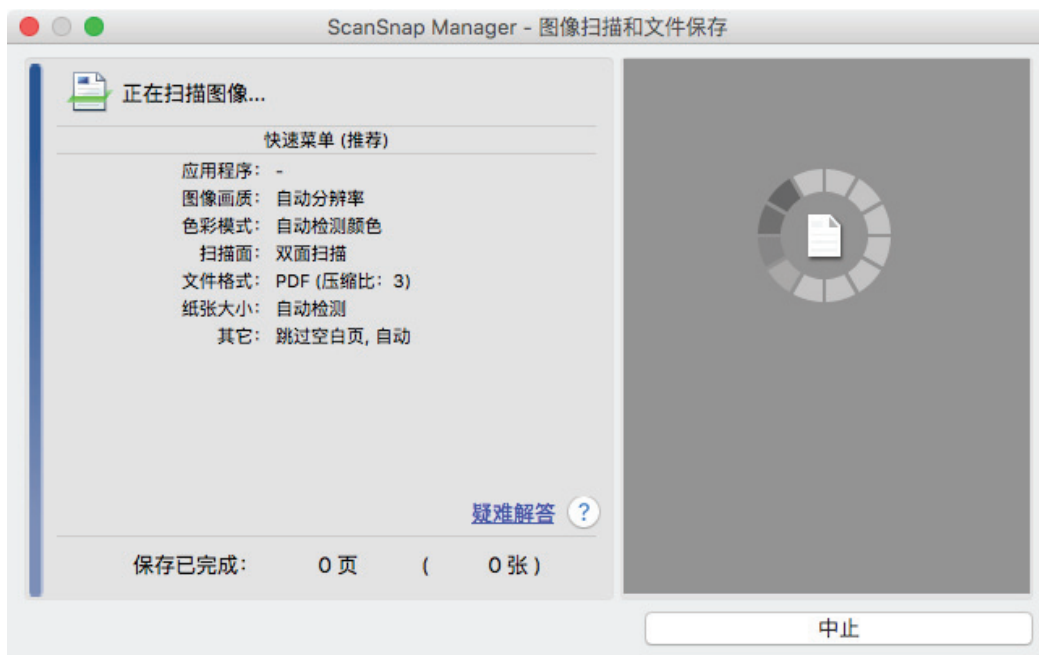 ScanSnap Manager - 图像扫描和文件保存
正在扫描图像...
快速菜单 (推荐)
应用程序: -
图像画质: 自动分辨率
色彩模式: 自动检测颜色
扫描面: 双面扫描
文件格式: PDF (压缩比: 3)
纸张大小: 自动检测
其它: 跳过空白页, 自动
疑难解答 ?
保存已完成: 0 页 ( 0 张 )
中止